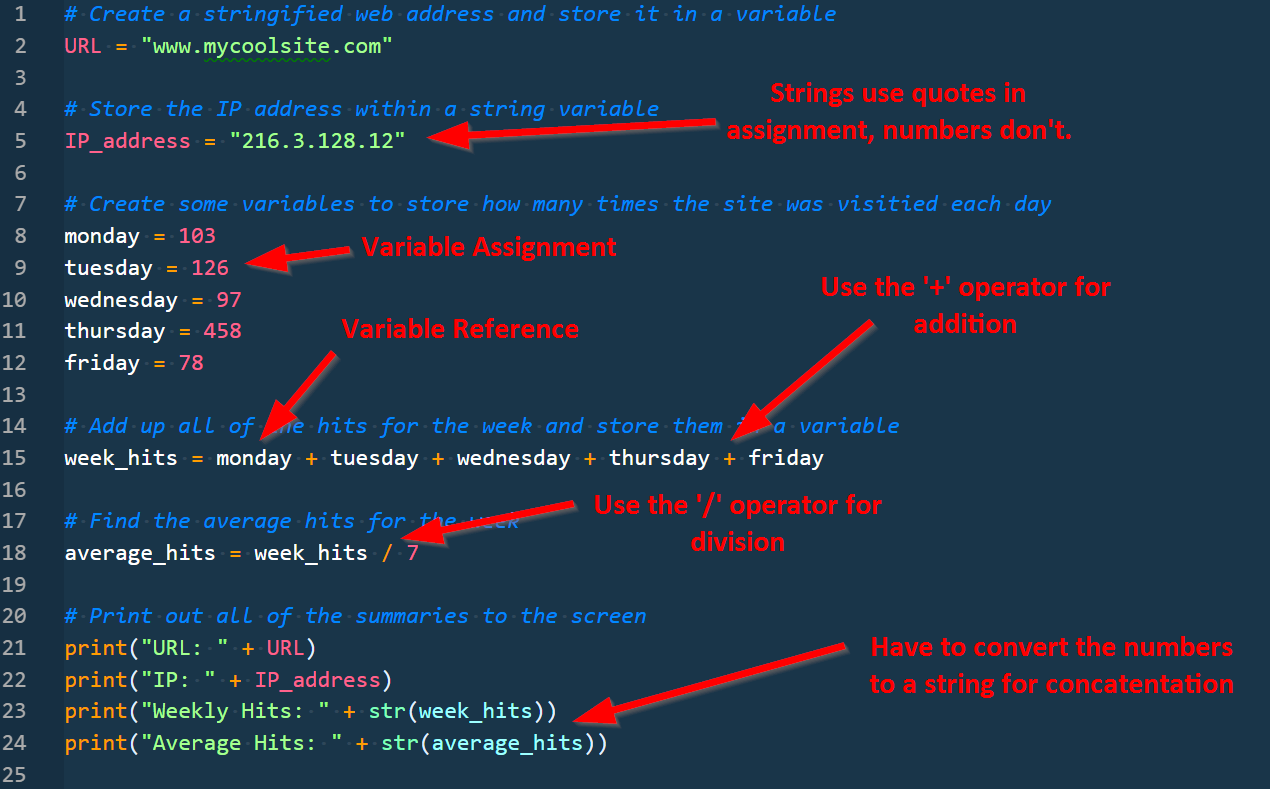 1 # Create a stringified web address and store it in a variable
2 URL = "www.mycoolsite.com"
3
4 # Store the IP address within a string variable
Strings use quotes in
assignment, numbers don't.
5 IP_address = "216.3.128.12"
6
7 # Create some variables to store how many times the site was visitied each day
8 monday = 103
Variable Assignment
9 tuesday = 126
10 wednesday = 97
Use the '+' operator for
addition
11 thursday = 458
Variable Reference
12 friday = 78
13
14 # Add up all of the hits for the week and store them in a variable
15 week_hits = monday + tuesday + wednesday + thursday + friday
16
17 # Find the average hits for the week
Use the '/' operator for
division
18 average_hits = week_hits / 7
19
20 # Print out all of the summaries to the screen
21 print("URL: " + URL)
22 print("IP: " + IP_address)
Have to convert the numbers
to a string for concatentation
23 print("Weekly Hits: " + str(week_hits))
24 print("Average Hits: " + str(average_hits))
25